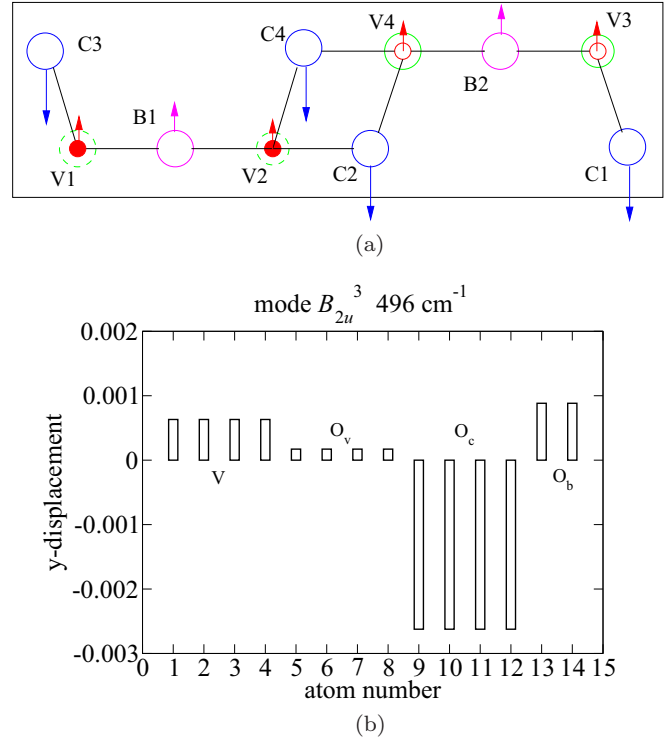 C3 C4 V4 V3
B1 B2
V1 V2 C2 C1
(a)
mode B₂ᵤ³ 496 cm⁻¹
0.002
0.001
0
-0.001
-0.002
-0.003
y-displacement
V
Oᵥ
O_c
O_b
0 1 2 3 4 5 6 7 8 9 10 11 12 13 14 15
atom number
(b)